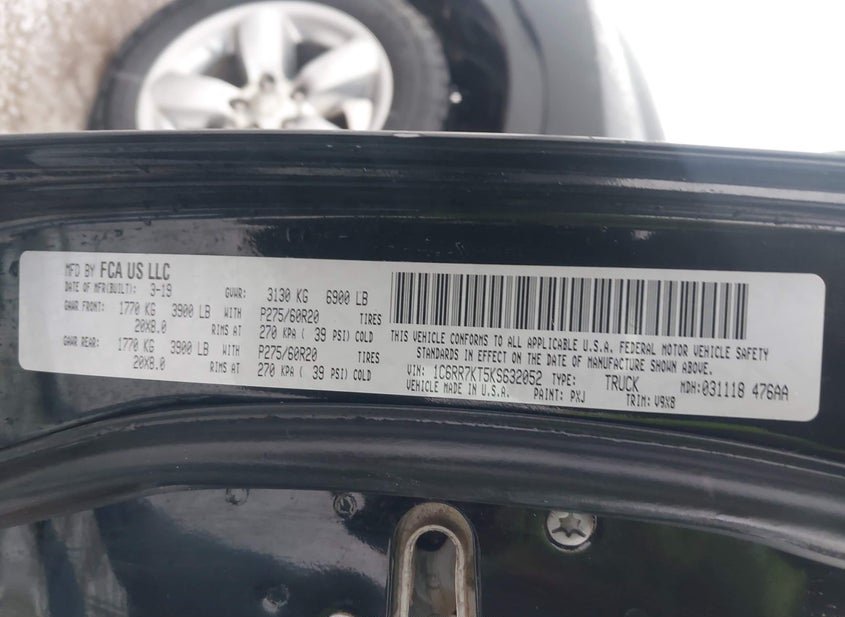 MFD BY FCA US LLC
DATE OF MFR(BUILT): 3-19 GVWR: 3130 KG 6900 LB
GAWR FRONT: 1770 KG 3900 LB WITH P275/60R20 TIRES
20X8.0 RIMS AT 270 KPA ( 39 PSI) COLD
GAWR REAR: 1770 KG 3900 LB WITH P275/60R20 TIRES
20X8.0 RIMS AT 270 KPA ( 39 PSI) COLD
THIS VEHICLE CONFORMS TO ALL APPLICABLE U.S.A. FEDERAL MOTOR VEHICLE SAFETY
STANDARDS IN EFFECT ON THE DATE OF MANUFACTURE SHOWN ABOVE.
VIN: 1C6RR7KT5KS632052 TYPE: TRUCK MDH:031118 476AA
VEHICLE MADE IN U.S.A. PAINT: PXJ TRIM: V9X8